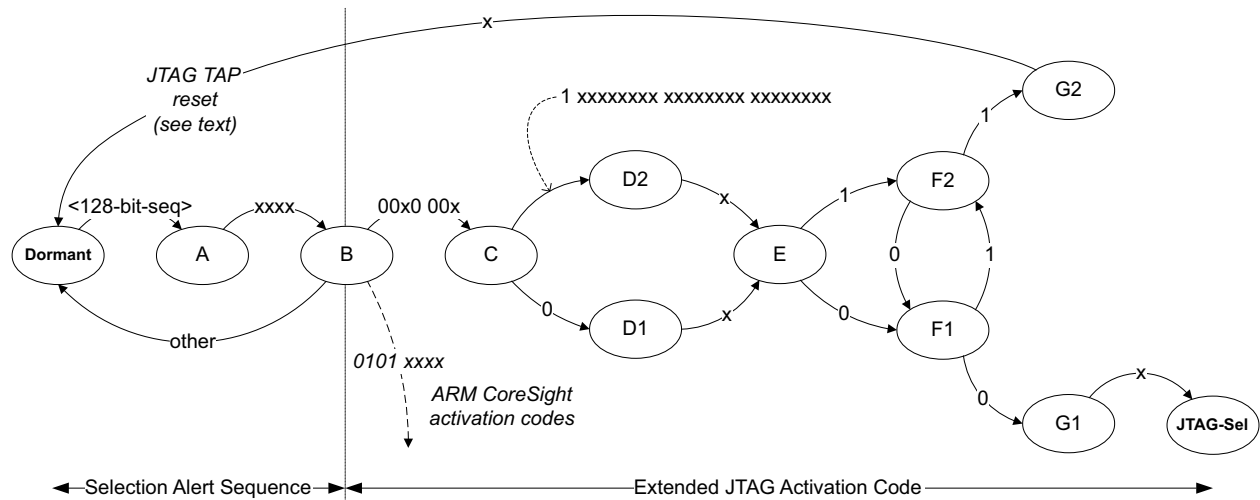 x
JTAG TAP
reset
(see text)
1 xxxxxxxx xxxxxxxx xxxxxxxx
G2
1
D2
F2
x
1
<128-bit-seq>
xxxx
00x0 00x
Dormant
A
B
C
E
0
1
0
x
0
D1
F1
other
0101 xxxx
ARM CoreSight
activation codes
0
x
G1
JTAG-Sel
Selection Alert Sequence
Extended JTAG Activation Code